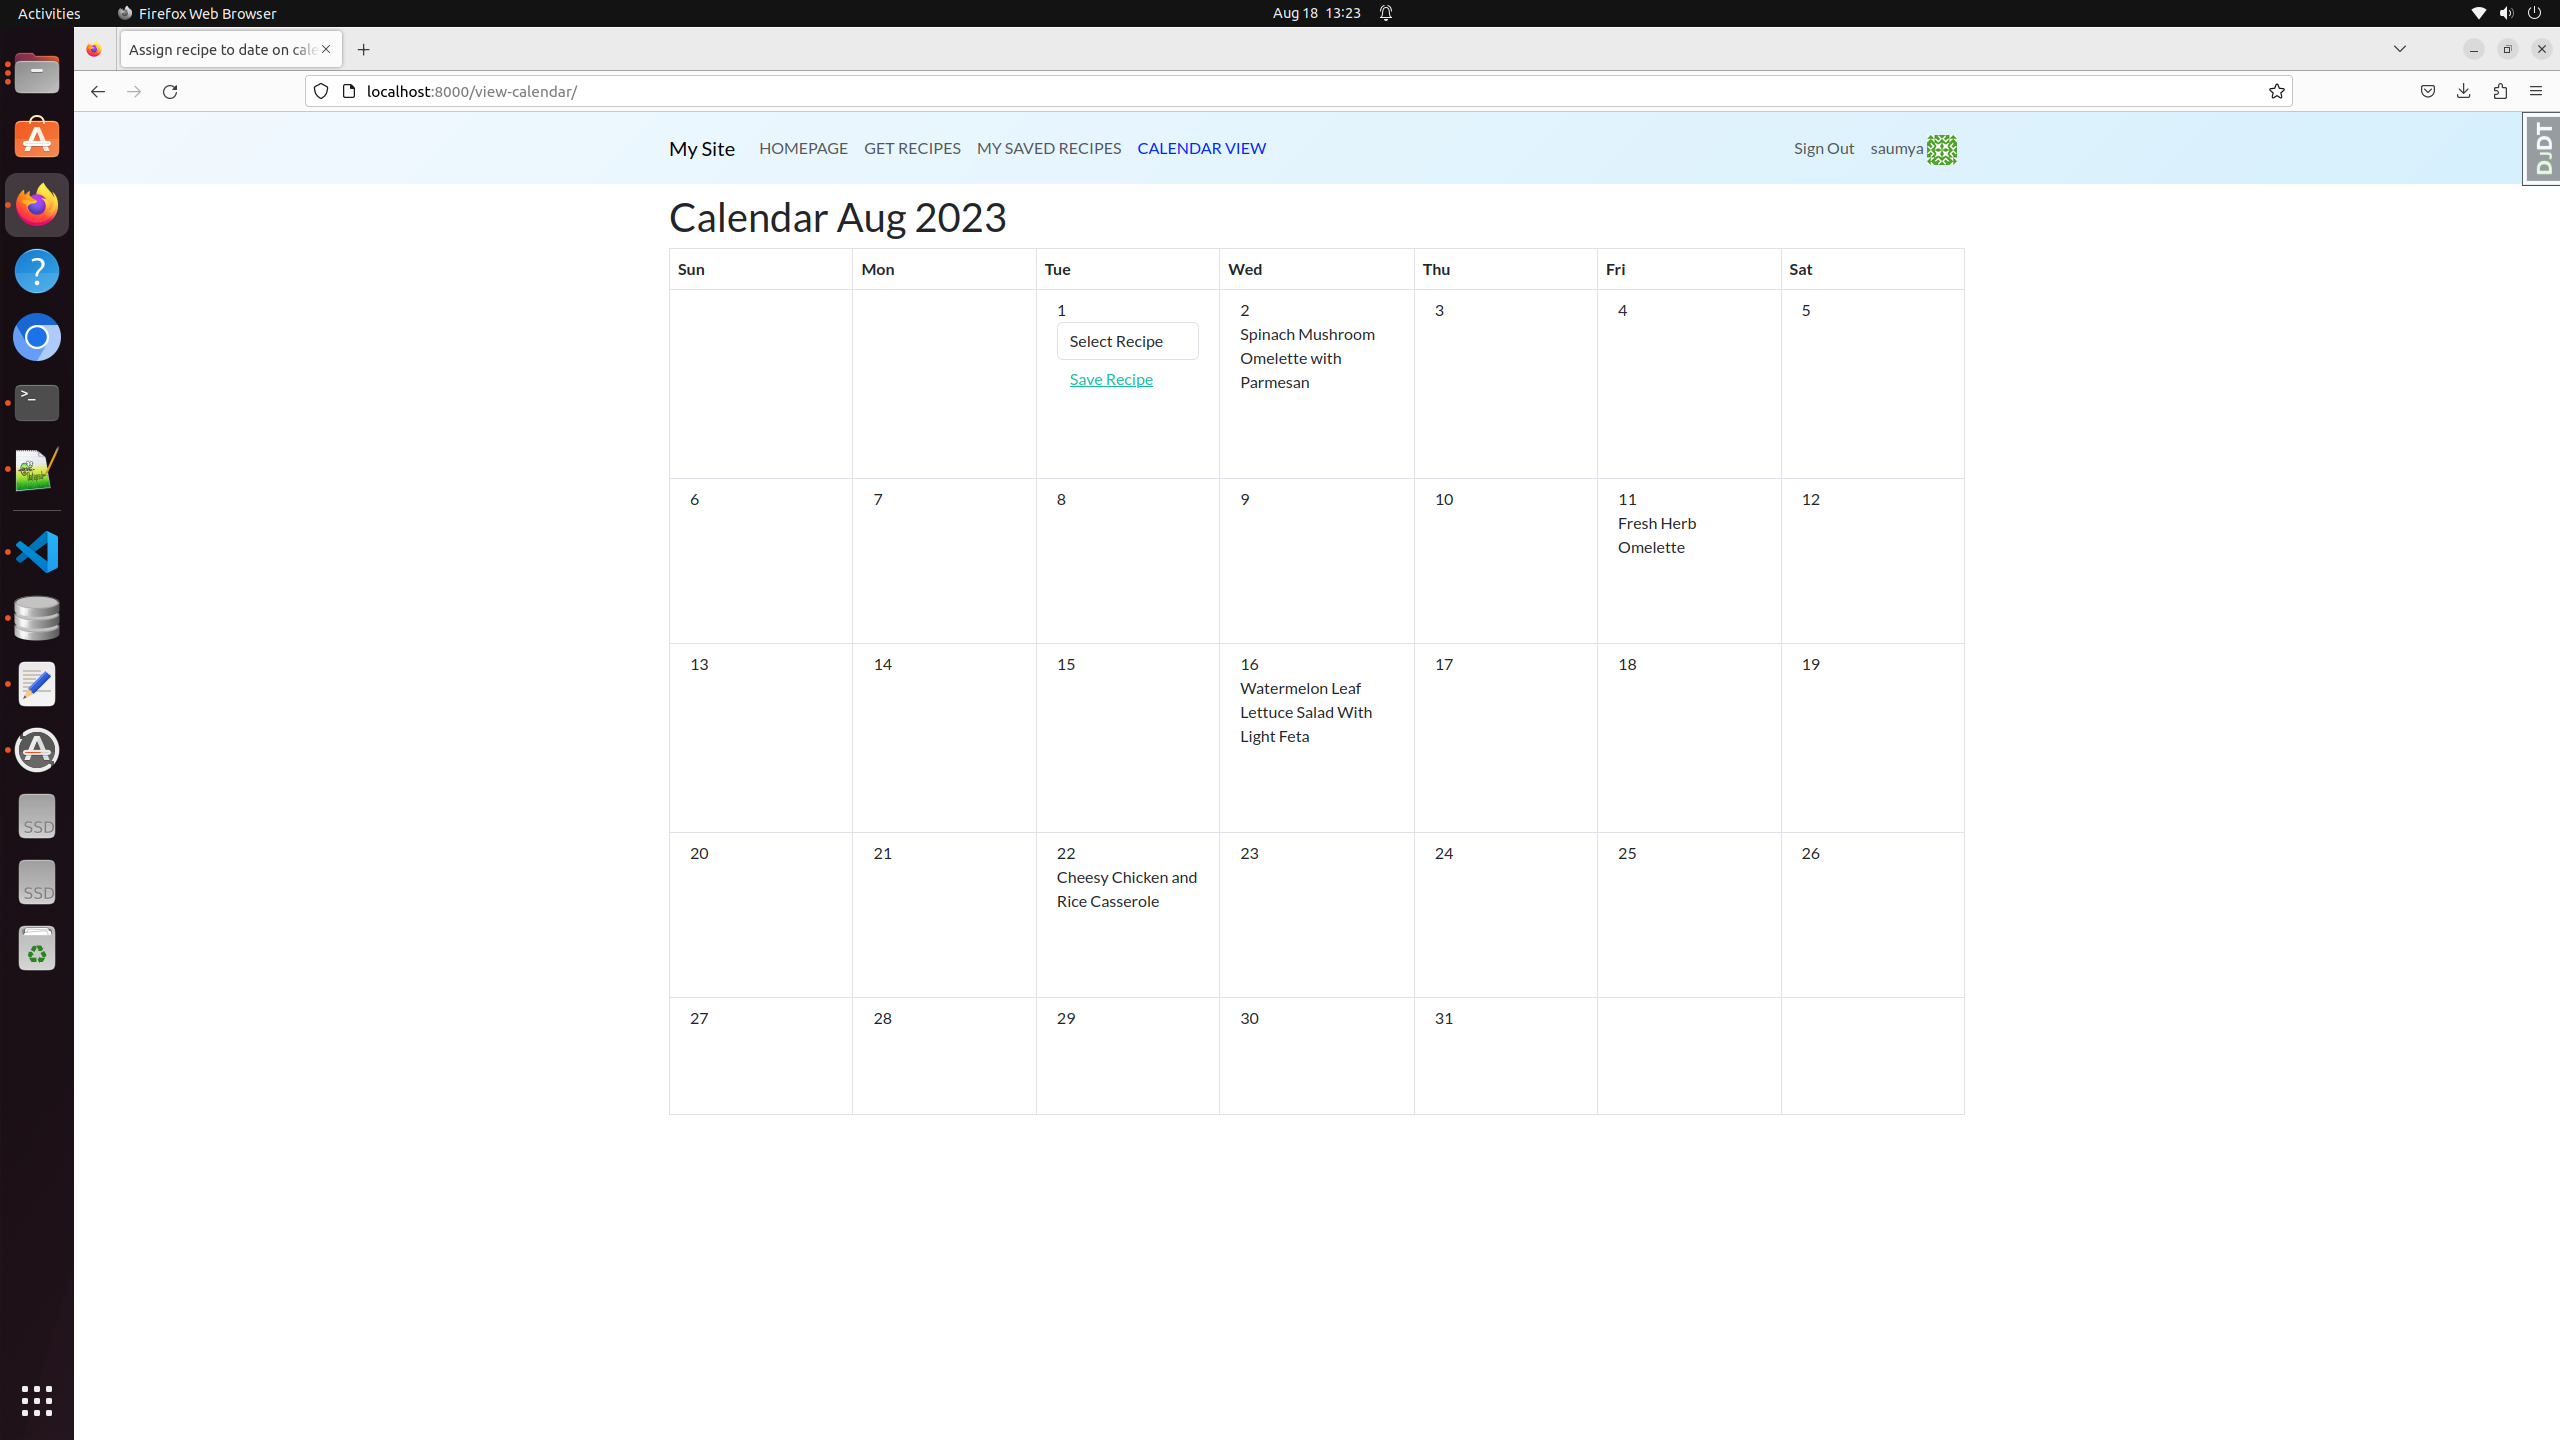 Activities Firefox Web Browser Aug 18 13:23
Assign recipe to date on cale
localhost:8000/view-calendar/
My Site HOMEPAGE GET RECIPES MY SAVED RECIPES CALENDAR VIEW Sign Out saumya
DJDT
Calendar Aug 2023
Sun Mon Tue Wed Thu Fri Sat
1 2 3 4 5
Select Recipe
Save Recipe
Spinach Mushroom
Omelette with
Parmesan
6 7 8 9 10 11 12
Fresh Herb
Omelette
13 14 15 16 17 18 19
Watermelon Leaf
Lettuce Salad With
Light Feta
20 21 22 23 24 25 26
Cheesy Chicken and
Rice Casserole
27 28 29 30 31
>_
SSD
SSD